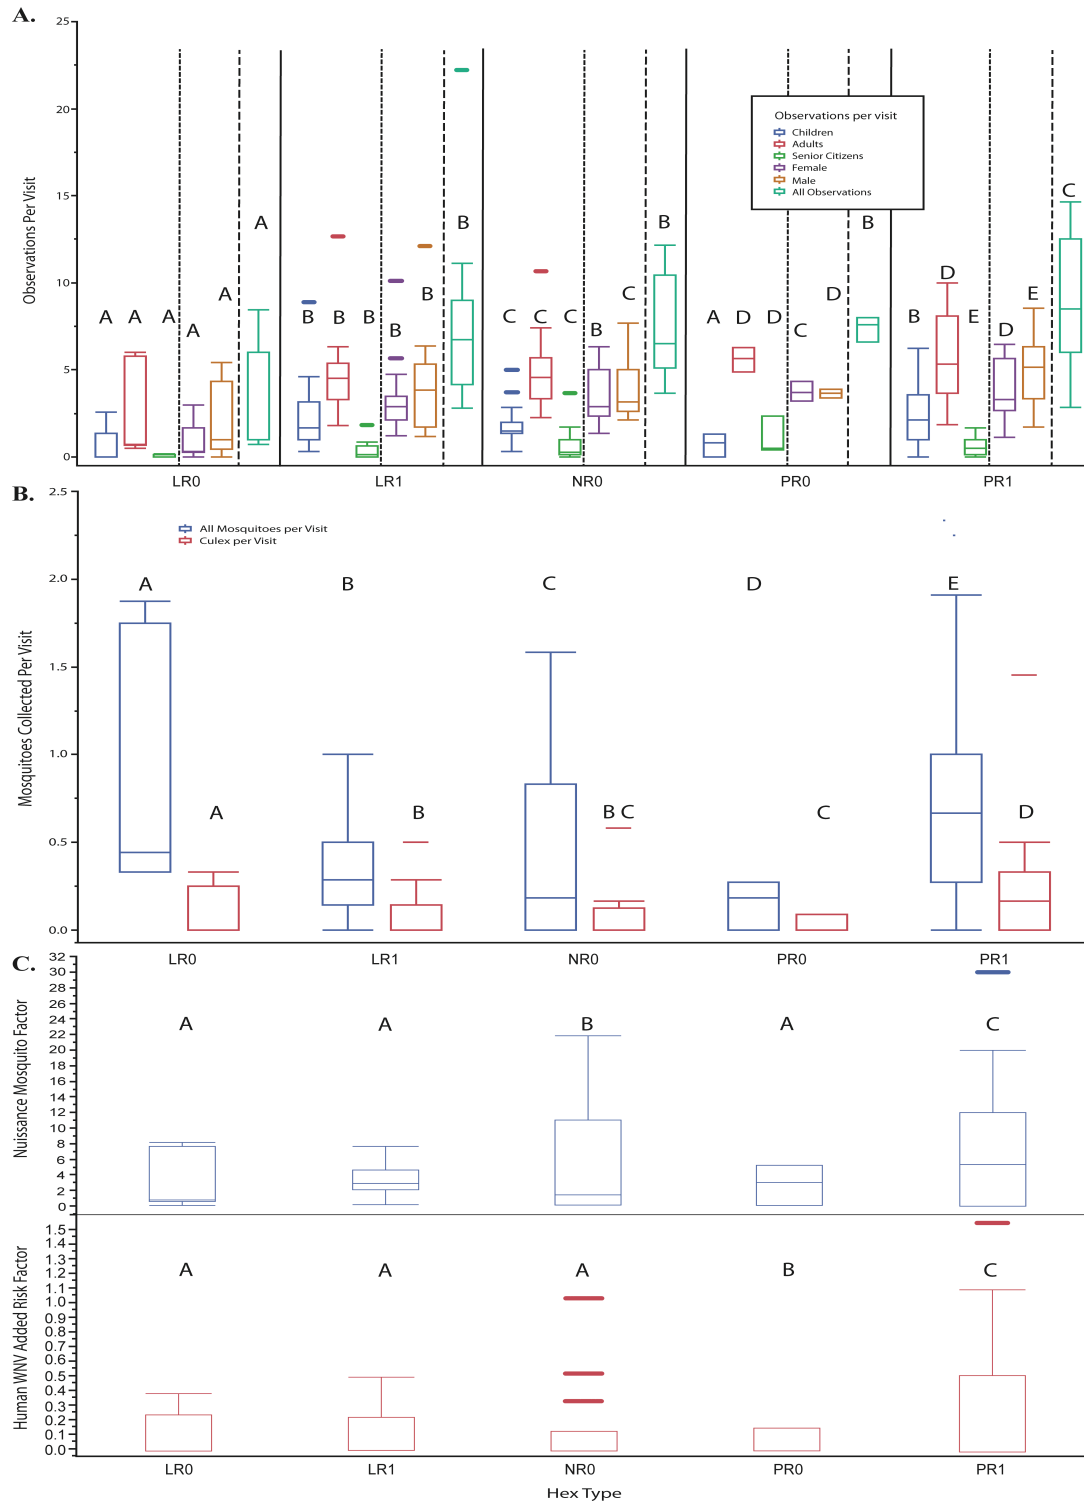 A.
25
20
15
10
5
0
Observations Per Visit
Observations per visit
Children
Adults
Senior Citizens
Female
Male
All Observations
A A A A A A
B B B B B B
C C C B C B
A D D C D B
B D E D E C
LR0 LR1 NR0 PR0 PR1
B.
2.5
2.0
1.5
1.0
0.5
0.0
Mosquitoes Collected Per Visit
All Mosquitoes per Visit
Culex per Visit
A B C D E
A B B C C D
LR0 LR1 NR0 PR0 PR1
C.
32
30
28
26
24
22
20
18
16
14
12
10
8
6
4
2
0
Nuissance Mosquito Factor
A A B A C
1.5
1.4
1.3
1.2
1.1
1.0
0.9
0.8
0.7
0.6
0.5
0.4
0.3
0.2
0.1
0.0
Human WNV Added Risk Factor
A A A B C
LR0 LR1 NR0 PR0 PR1
Hex Type